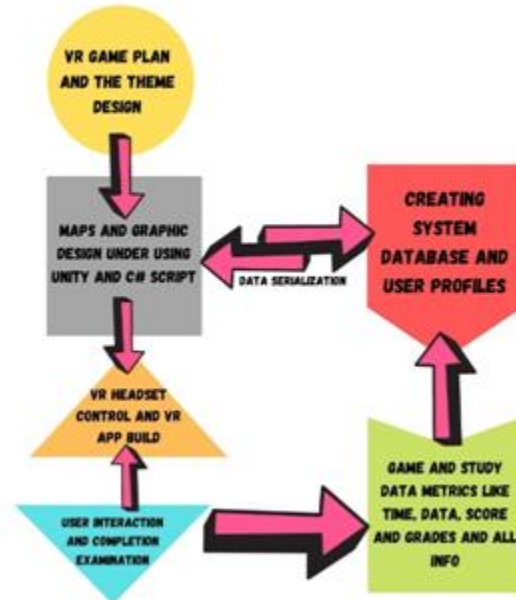 VR GAME PLAN
AND THE THEME
DESIGN
MAPS AND GRAPHIC
DESIGN UNDER USING
UNITY AND C# SCRIPT
DATA SERIALIZATION
CREATING
SYSTEM
DATABASE AND
USER PROFILES
VR HEADSET
CONTROL AND VR
APP BUILD
USER INTERACTION
AND COMPLETION
EXAMINATION
GAME AND STUDY
DATA METRICS LIKE
TIME, DATA, SCORE
AND GRADES AND ALL
INFO